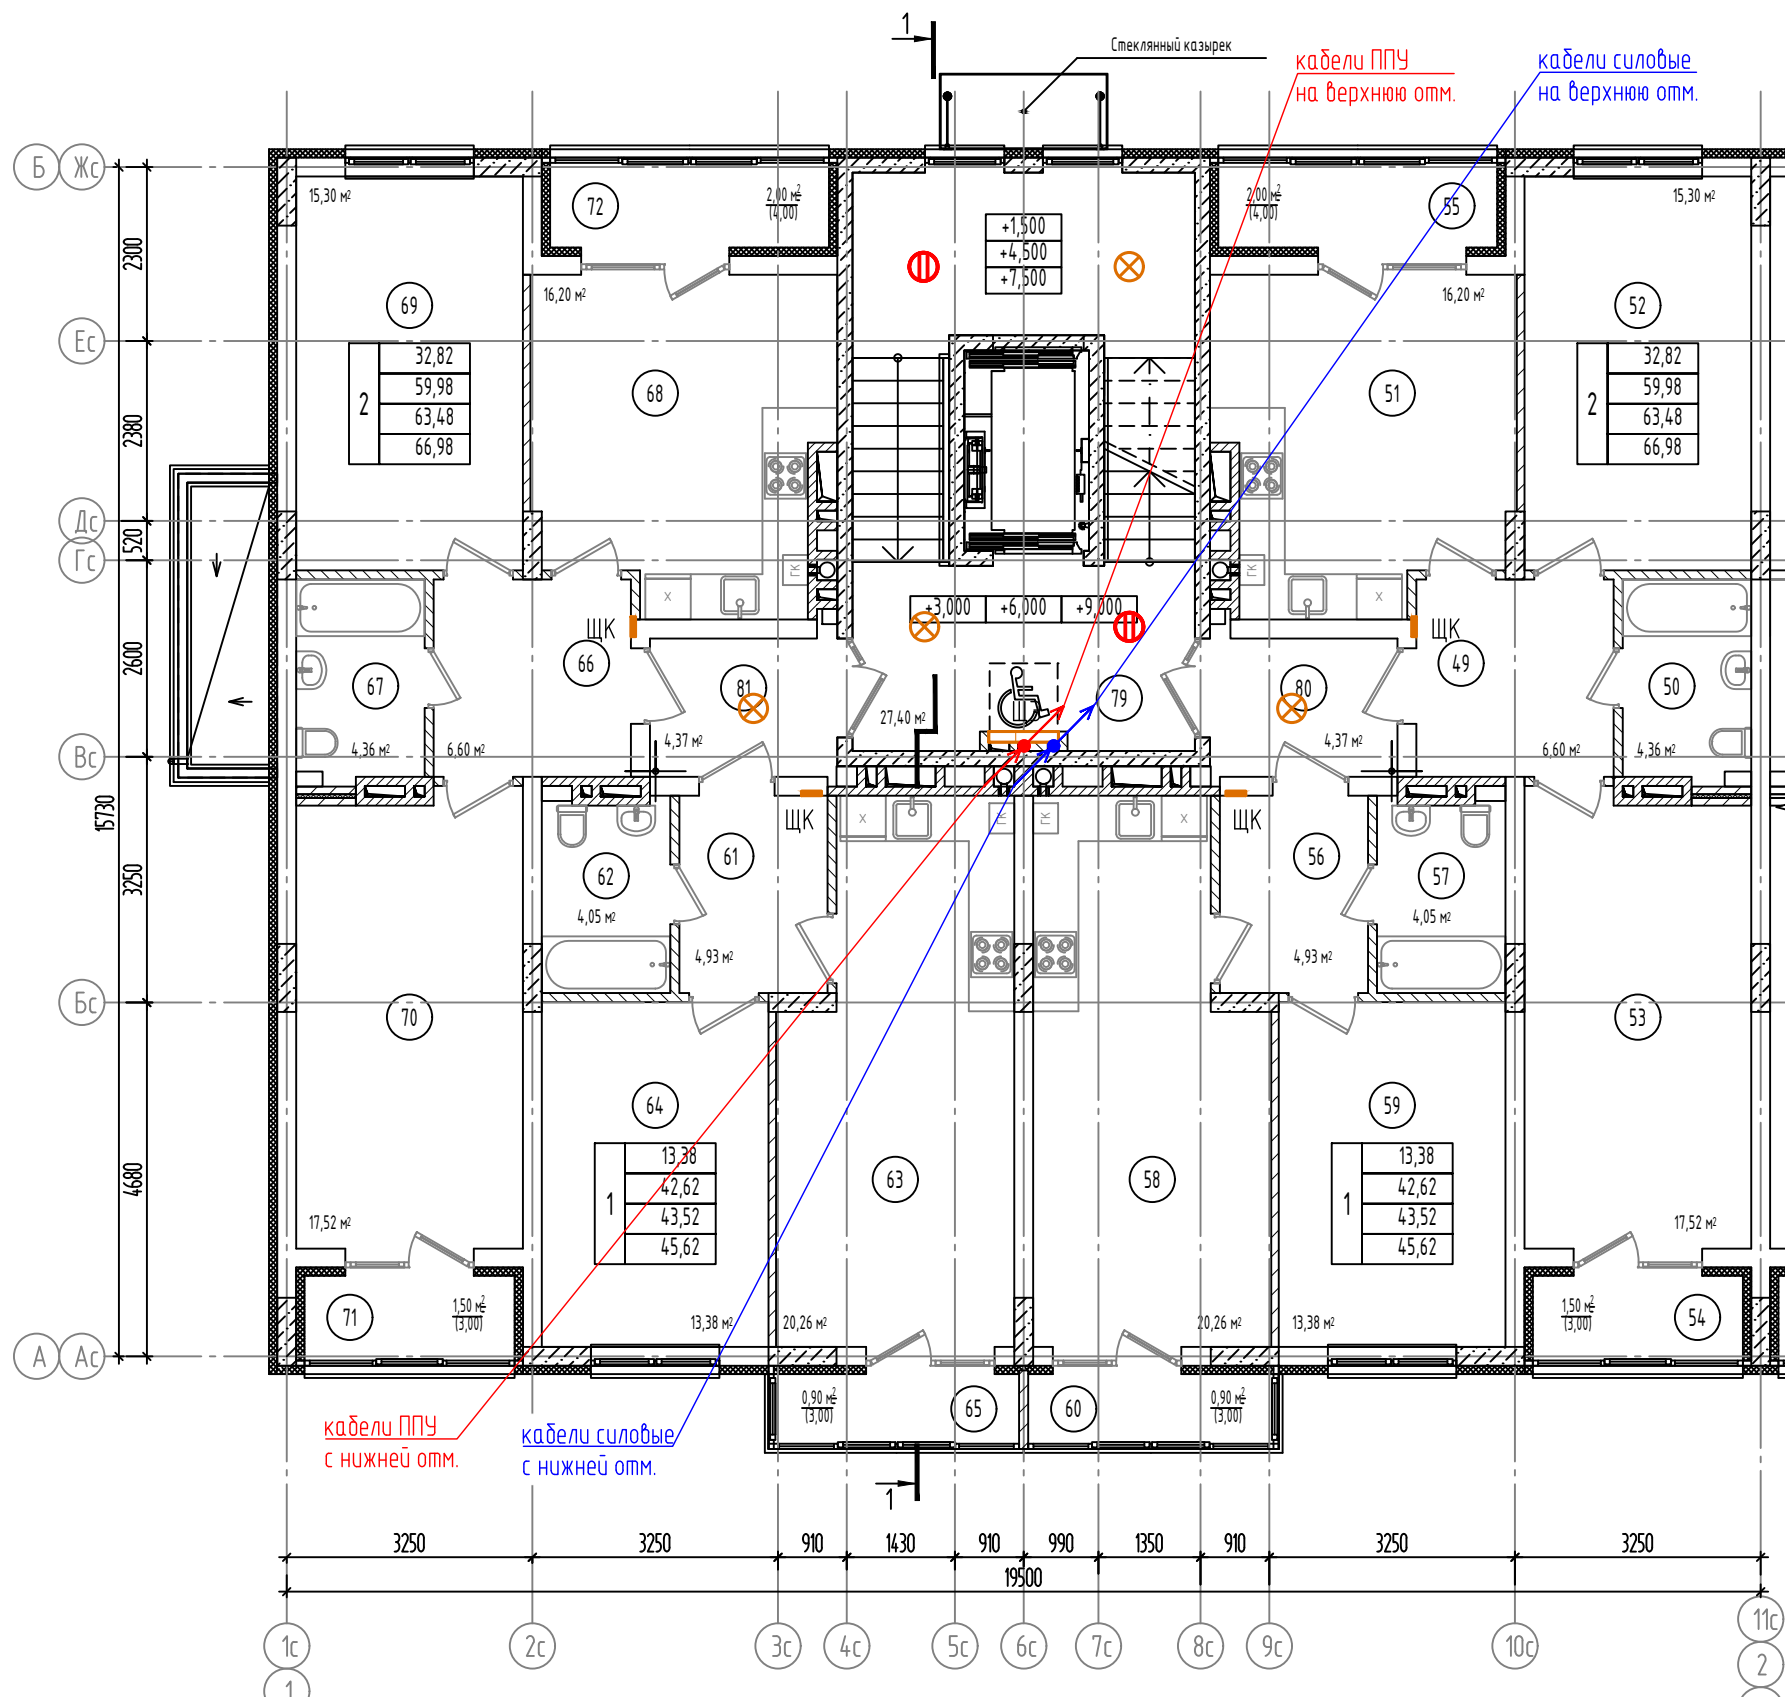 1
Стеклянный казырек
кабели ППУ
на верхнюю отм.
кабели силовые
на верхнюю отм.
Б Жс
15,30 м²
72
2,00 м²
(4,00)
2,00 м²
(4,00)
55
15,30 м²
+1,500
+4,500
+7,500
2300
16,20 м²
16,20 м²
69
52
Ес
2
32,82
59,98
63,48
66,98
68
51
2
32,82
59,98
63,48
66,98
2380
Дс
520
Гс
ГК
ГК
Х
Х
+3,000 +6,000 +9,000
ЩК
ЩК
2600
66
67
81
79
80
49
50
27,40 м²
4,36 м²
6,60 м²
4,37 м²
4,37 м²
6,60 м²
4,36 м²
Вс
15730
ЩК
ЩК
Х
ГК
ГК
Х
3250
61
62
56
57
4,05 м²
4,05 м²
4,93 м²
4,93 м²
Бс
70
53
64
59
4680
1
13,38
42,62
43,52
45,62
63
58
1
13,38
42,62
43,52
45,62
17,52 м²
17,52 м²
71
1,50 м²
(3,00)
13,38 м²
20,26 м²
20,26 м²
13,38 м²
1,50 м²
(3,00)
54
А Ас
0,90 м²
(3,00)
65
60
0,90 м²
(3,00)
кабели ППУ
с нижней отм.
кабели силовые
с нижней отм.
1
3250 3250 910 1430 910 990 1350 910 3250 3250
19500
1с 2с 3с 4с 5с 6с 7с 8с 9с 10с 11с
1
2